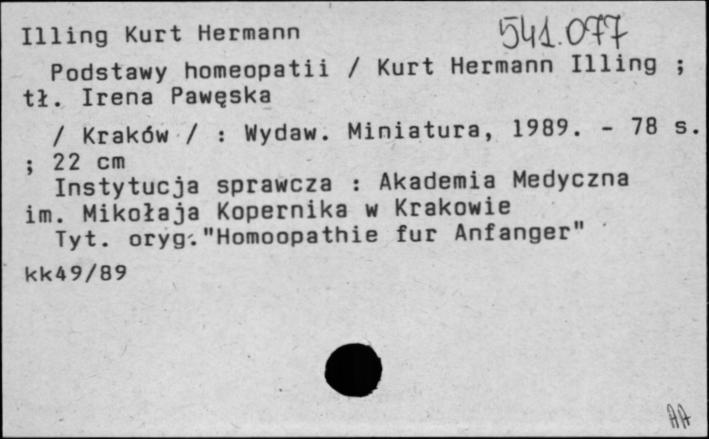 Illing Kurt Hermann 541.077
Podstawy homeopatii / Kurt Hermann Illing ;
tł. Irena Pawęska
/ Kraków / : Wydaw. Miniatura, 1989. - 78 s.
; 22 cm
Instytucja sprawcza : Akademia Medyczna
im. Mikołaja Kopernika w Krakowie
Tyt. oryg."Homoopathie fur Anfanger"
kk49/89
AA